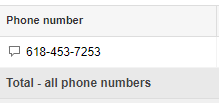 Phone number
618-453-7253
Total - all phone numbers